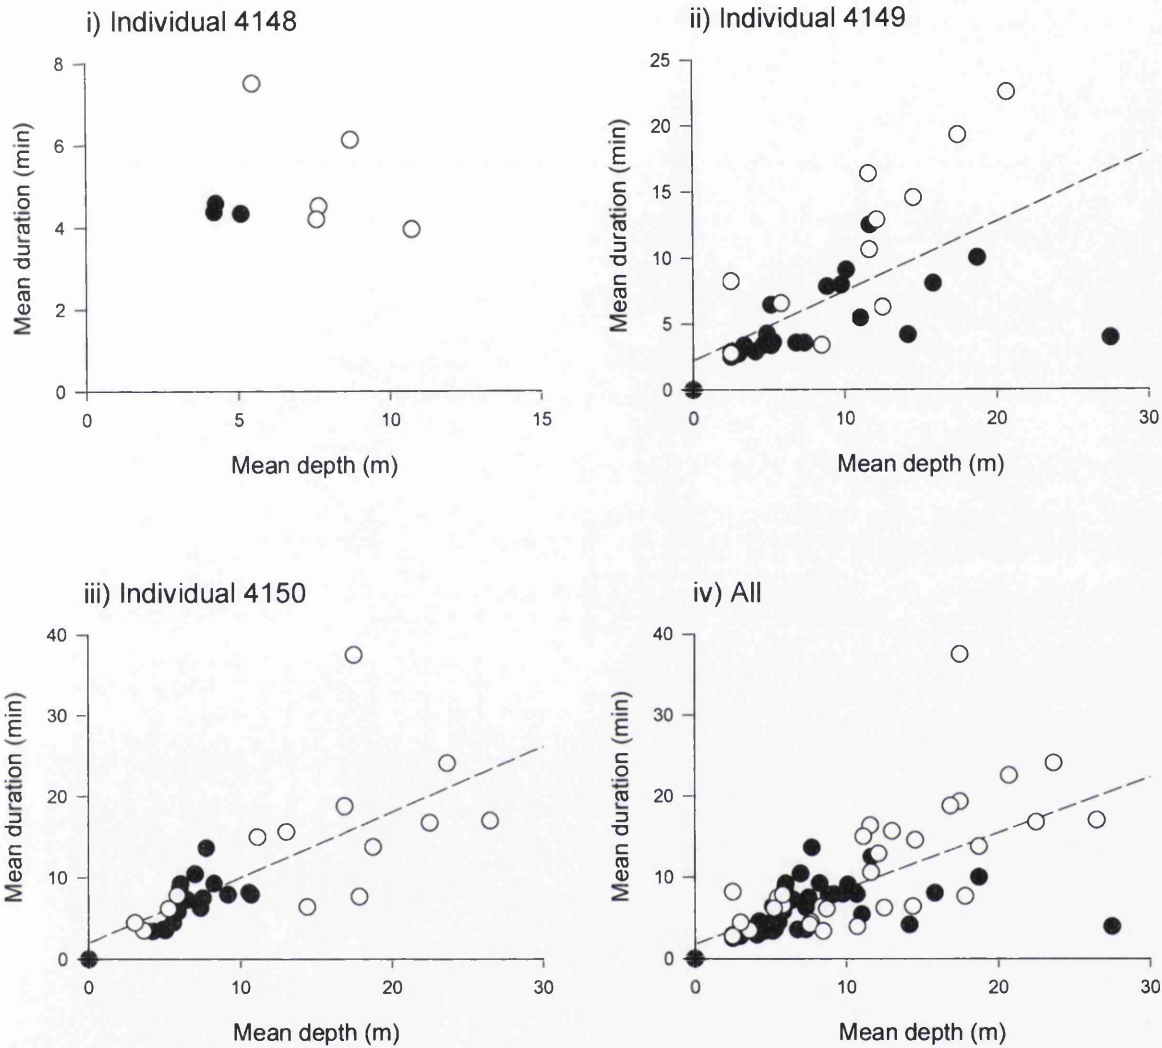 i) Individual 4148
8
6
4
2
0
0 5 10 15
Mean duration (min)
Mean depth (m)
ii) Individual 4149
25
20
15
10
5
0
0 10 20 30
Mean duration (min)
Mean depth (m)
iii) Individual 4150
40
30
20
10
0
0 10 20 30
Mean duration (min)
Mean depth (m)
iv) All
40
30
20
10
0
0 10 20 30
Mean duration (min)
Mean depth (m)